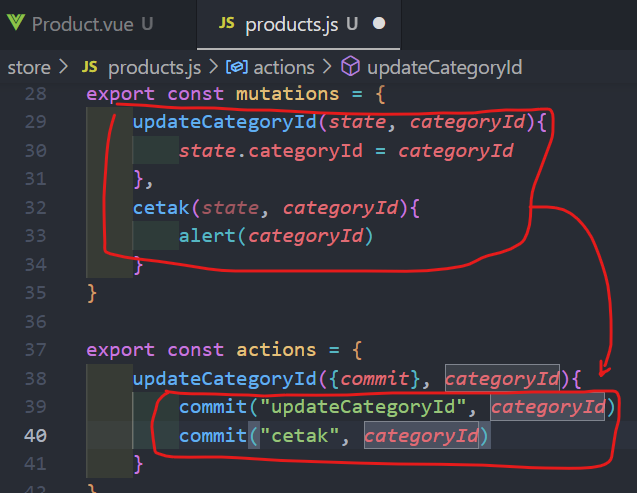 Product.vue U
JS products.js U
store > JS products.js > actions > updateCategoryId
28 export const mutations = {
29 updateCategoryId(state, categoryId){
30 state.categoryId = categoryId
31 },
32 cetak(state, categoryId){
33 alert(categoryId)
34 }
35 }
36
37 export const actions = {
38 updateCategoryId({commit}, categoryId){
39 commit("updateCategoryId", categoryId)
40 commit("cetak", categoryId)
41 }